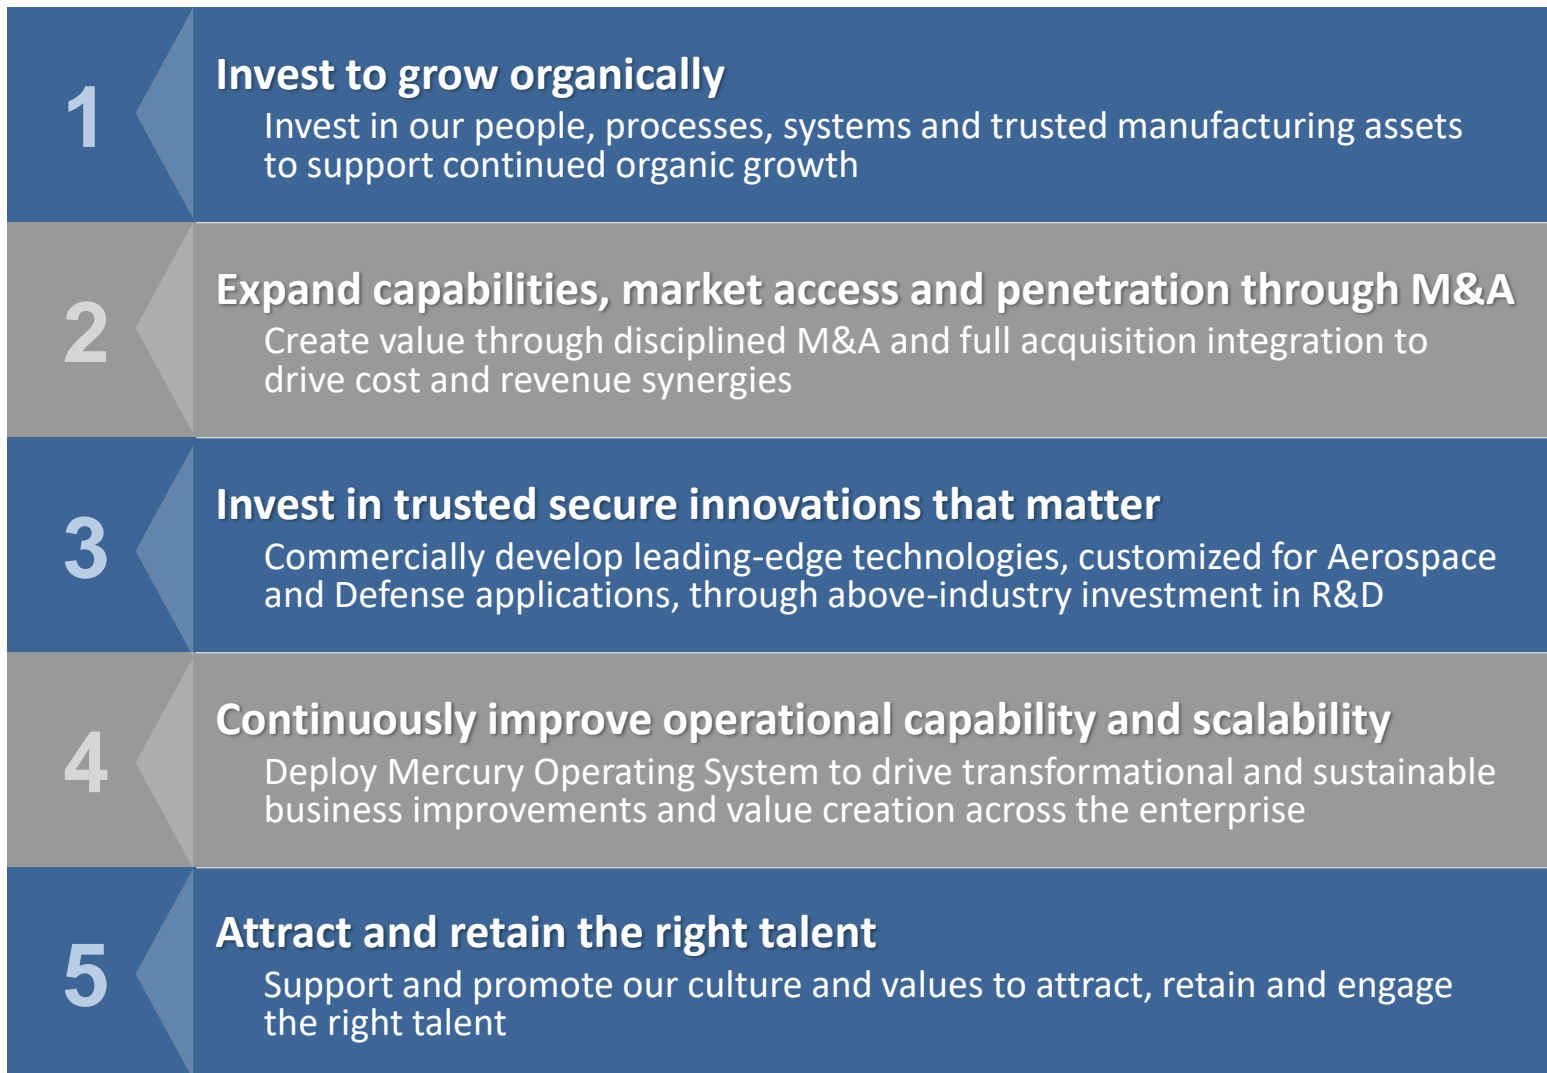 1
Invest to grow organically
Invest in our people, processes, systems and trusted manufacturing assets
to support continued organic growth
2
Expand capabilities, market access and penetration through M&A
Create value through disciplined M&A and full acquisition integration to
drive cost and revenue synergies
3
Invest in trusted secure innovations that matter
Commercially develop leading-edge technologies, customized for Aerospace
and Defense applications, through above-industry investment in R&D
4
Continuously improve operational capability and scalability
Deploy Mercury Operating System to drive transformational and sustainable
business improvements and value creation across the enterprise
5
Attract and retain the right talent
Support and promote our culture and values to attract, retain and engage
the right talent